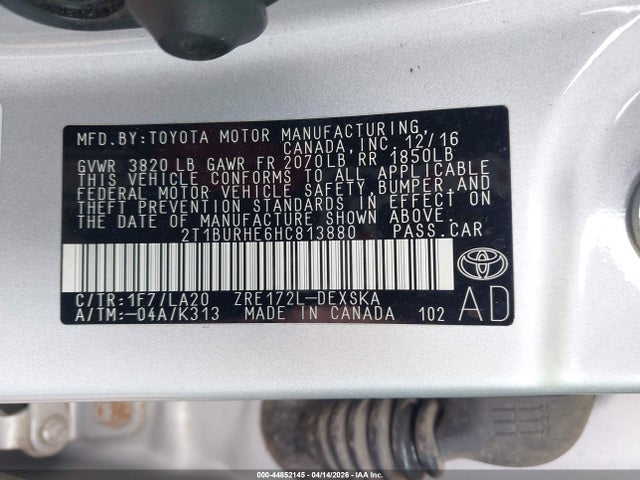 MFD. BY: TOYOTA MOTOR MANUFACTURING,
CANADA, INC. 12/16
GVWR 3820 LB GAWR FR 2070LB RR 1850LB
THIS VEHICLE CONFORMS TO ALL APPLICABLE
FEDERAL MOTOR VEHICLE SAFETY, BUMPER, AND
THEFT PREVENTION STANDARDS IN EFFECT ON
THE DATE OF MANUFACTURE SHOWN ABOVE.
2T1BURHE6HC813880 PASS. CAR
C/TR: 1F7/LA20 ZRE172L-DEXSKA
A/TM: -04A/K313 MADE IN CANADA 102
AD
000-44852145 - 04/14/2026 - IAA Inc.